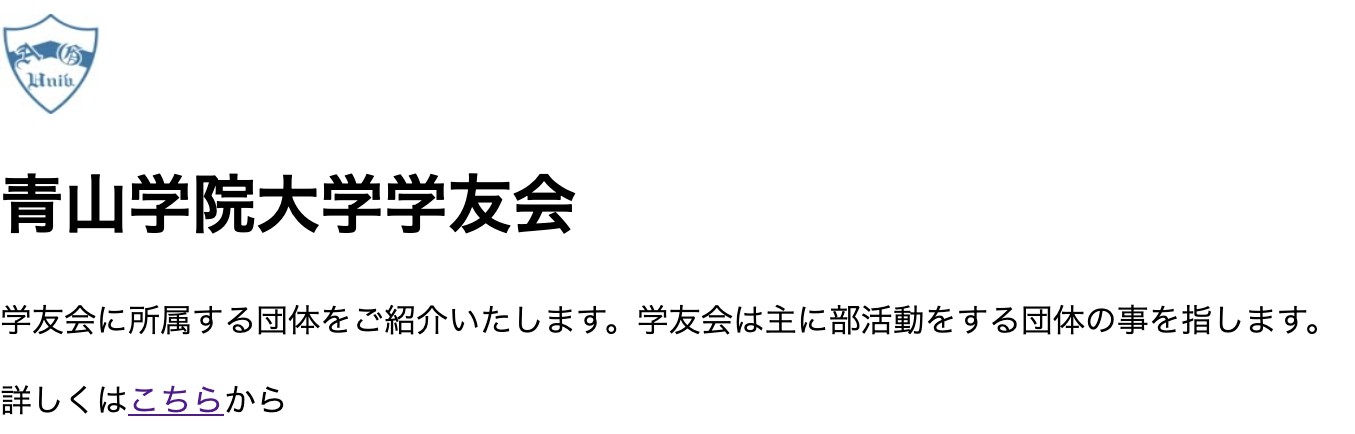 A G
Univ.
青山学院大学学友会
学友会に所属する団体をご紹介いたします。学友会は主に部活動をする団体の事を指します。
詳しくはこちらから